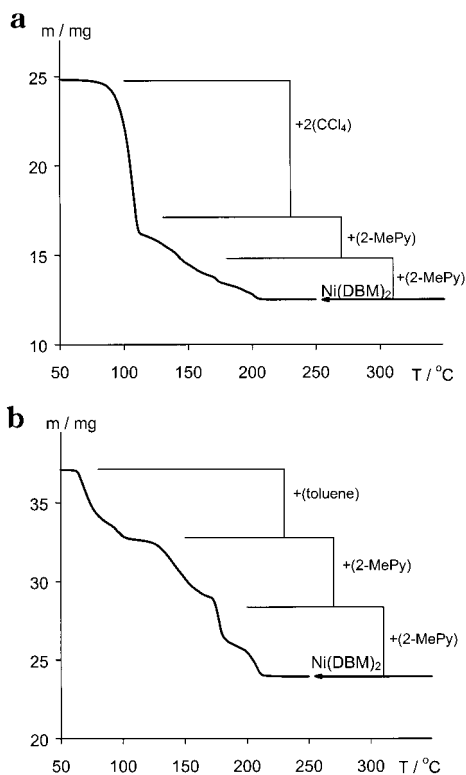 a
m / mg
25
+2(CCl₄)
20
+(2-MePy)
15
+(2-MePy)
Ni(DBM)₂
10
50 100 150 200 250 300 T / °C
b
m / mg
35
+(toluene)
+(2-MePy)
30
+(2-MePy)
25
Ni(DBM)₂
20
50 100 150 200 250 300 T / °C